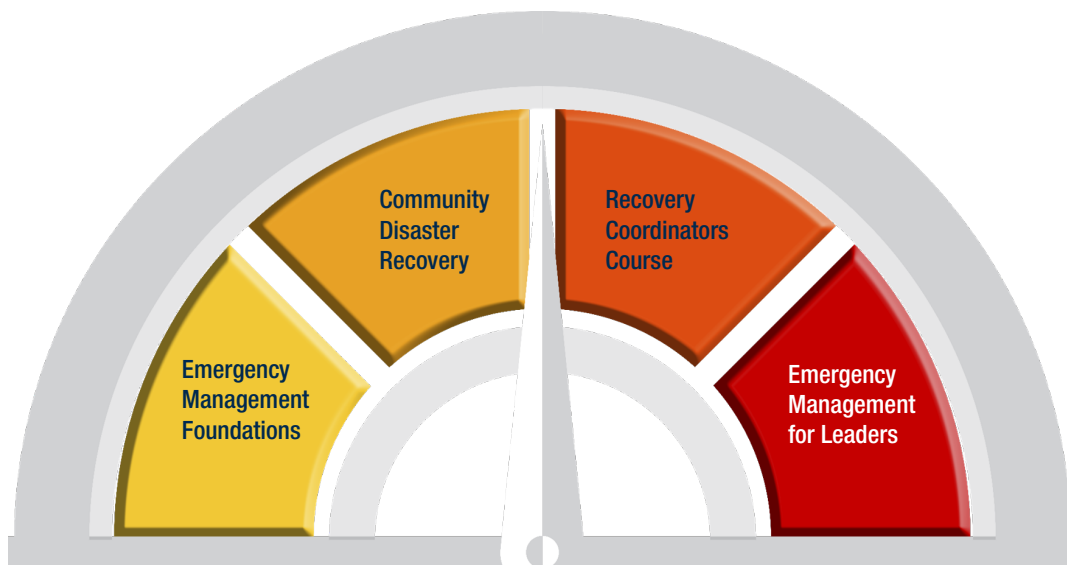 Emergency
Management
Foundations
Community
Disaster
Recovery
Recovery
Coordinators
Course
Emergency
Management
for Leaders